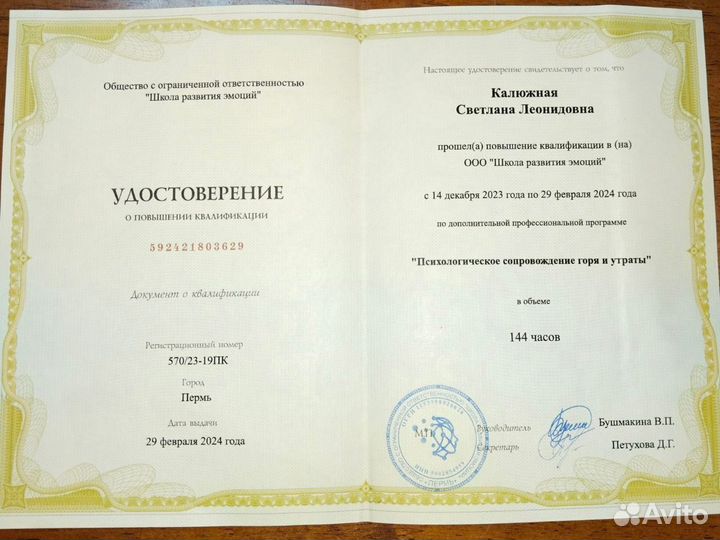 Общество с ограниченной ответственностью
"Школа развития эмоций"
УДОСТОВЕРЕНИЕ
О ПОВЫШЕНИИ КВАЛИФИКАЦИИ
592421803629
Документ о квалификации
Регистрационный номер
570/23-19ПК
Город
Пермь
Дата выдачи
29 февраля 2024 года
Настоящее удостоверение свидетельствует о том, что
Калюжная
Светлана Леонидовна
прошел(а) повышение квалификации в (на)
ООО "Школа развития эмоций"
с 14 декабря 2023 года по 29 февраля 2024 года
по дополнительной профессиональной программе
"Психологическое сопровождение горя и утраты"
в объеме
144 часов
М.П.
Руководитель
Бушмакина В.П.
Секретарь
Петухова Д.Г.
ПЕРМЬ
Avito